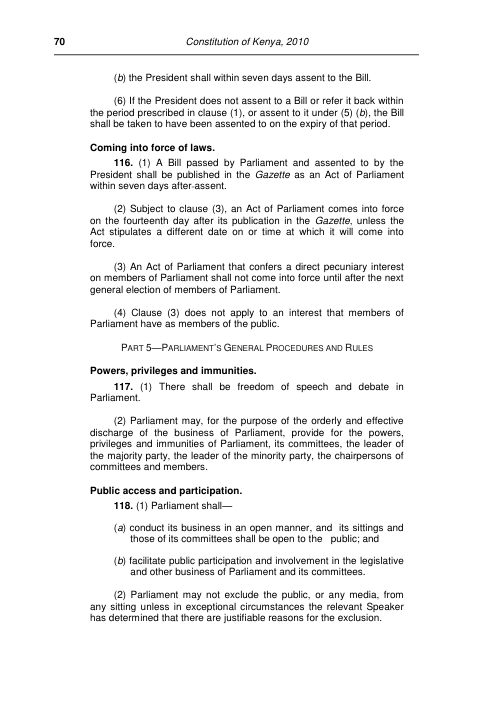 70 Constitution of Kenya, 2010
(b) the President shall within seven days assent to the Bill.
(6) If the President does not assent to a Bill or refer it back within
the period prescribed in clause (1), or assent to it under (5) (b), the Bill
shall be taken to have been assented to on the expiry of that period.
Coming into force of laws.
116. (1) A Bill passed by Parliament and assented to by the
President shall be published in the Gazette as an Act of Parliament
within seven days after assent.
(2) Subject to clause (3), an Act of Parliament comes into force
on the fourteenth day after its publication in the Gazette, unless the
Act stipulates a different date on or time at which it will come into
force.
(3) An Act of Parliament that confers a direct pecuniary interest
on members of Parliament shall not come into force until after the next
general election of members of Parliament.
(4) Clause (3) does not apply to an interest that members of
Parliament have as members of the public.
PART 5—PARLIAMENT'S GENERAL PROCEDURES AND RULES
Powers, privileges and immunities.
117. (1) There shall be freedom of speech and debate in
Parliament.
(2) Parliament may, for the purpose of the orderly and effective
discharge of the business of Parliament, provide for the powers,
privileges and immunities of Parliament, its committees, the leader of
the majority party, the leader of the minority party, the chairpersons of
committees and members.
Public access and participation.
118. (1) Parliament shall—
(a) conduct its business in an open manner, and its sittings and
those of its committees shall be open to the public; and
(b) facilitate public participation and involvement in the legislative
and other business of Parliament and its committees.
(2) Parliament may not exclude the public, or any media, from
any sitting unless in exceptional circumstances the relevant Speaker
has determined that there are justifiable reasons for the exclusion.